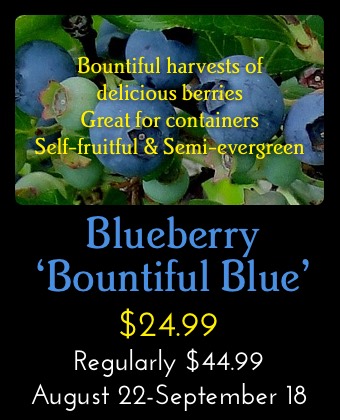 Bountiful harvests of
delicious berries
Great for containers
Self-fruitful & Semi-evergreen
Blueberry
‘Bountiful Blue’
$24.99
Regularly $44.99
August 22-September 18